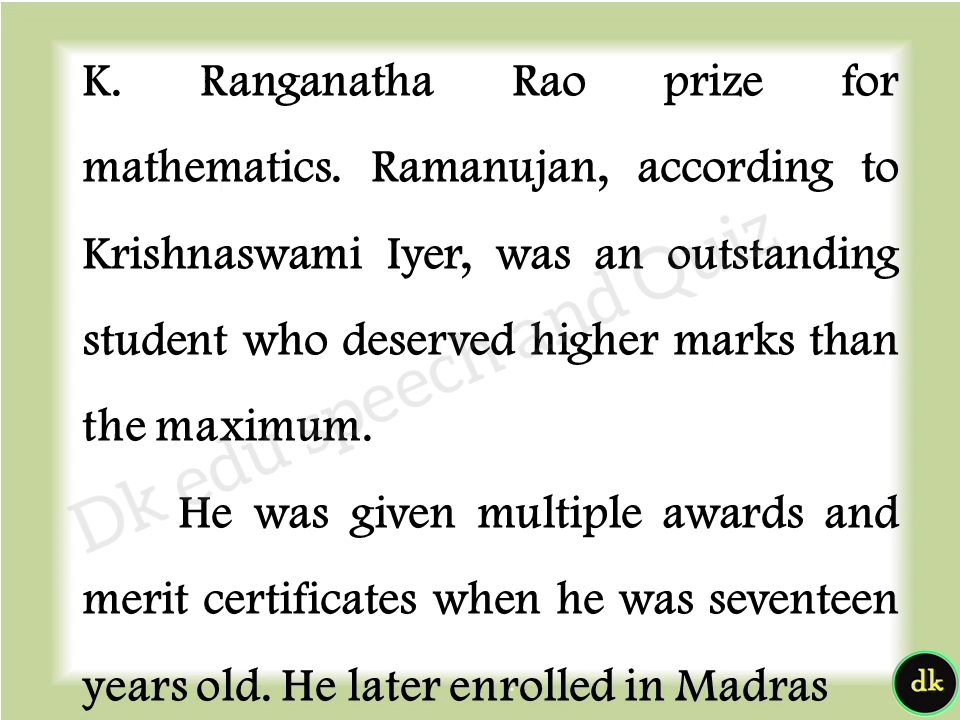 K. Ranganatha Rao prize for
mathematics. Ramanujan, according to
Krishnaswami Iyer, was an outstanding
student who deserved higher marks than
the maximum.
He was given multiple awards and
merit certificates when he was seventeen
years old. He later enrolled in Madras
Dk edu speech and Quiz
dk